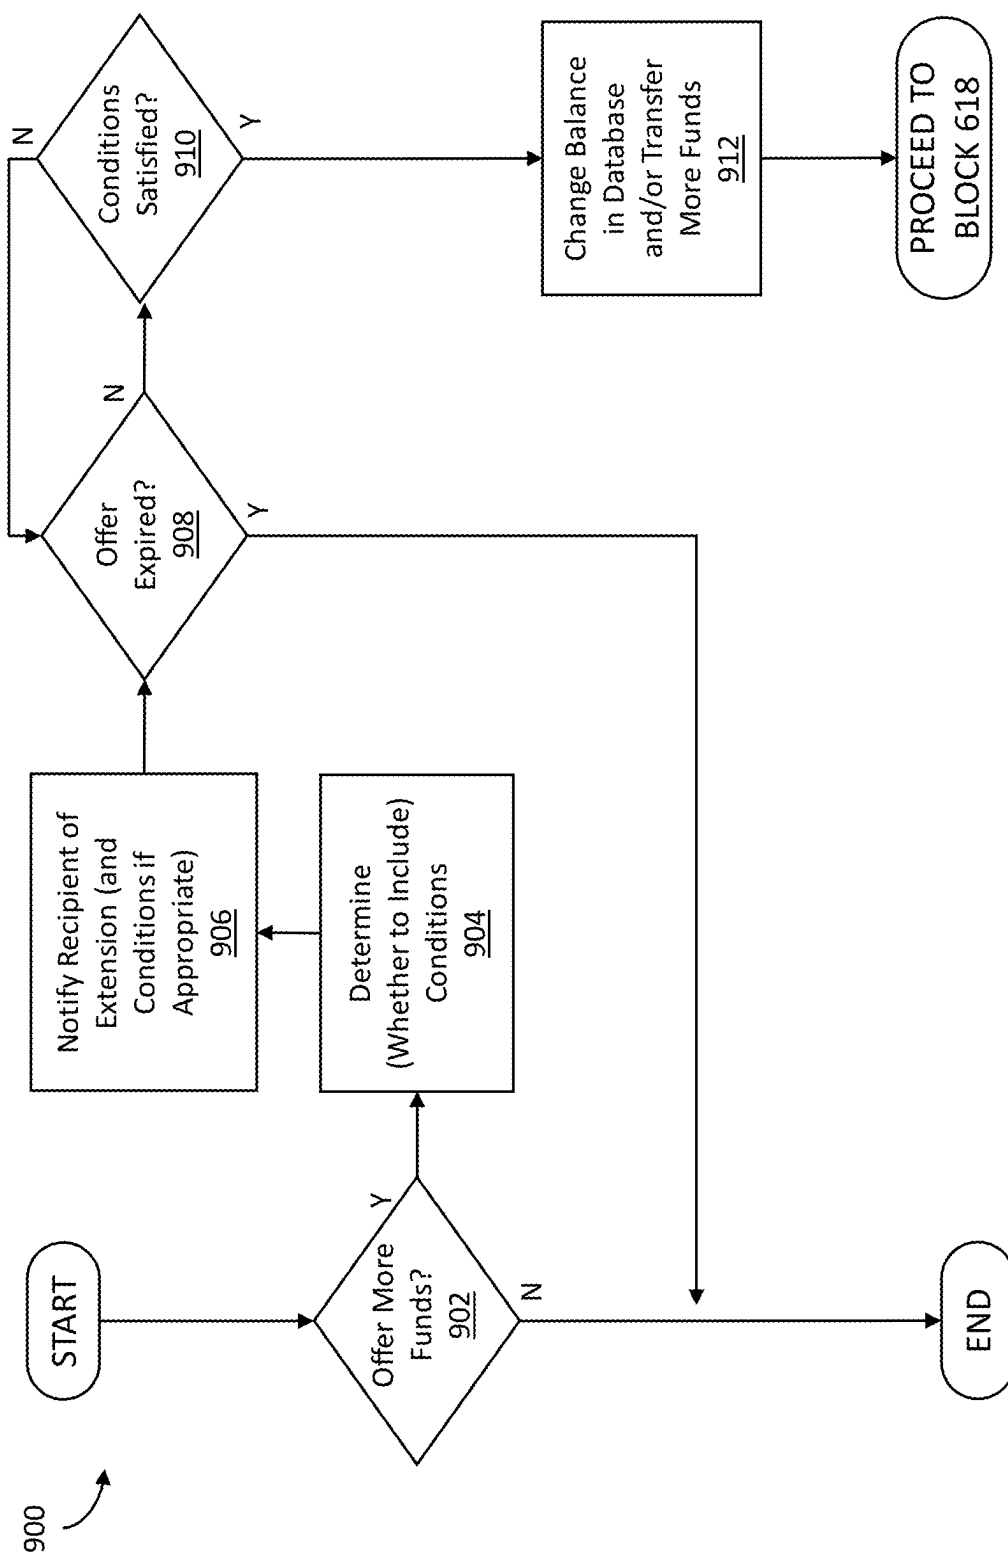 900
START
Offer More
Funds?
902
Y
N
END
Determine
(Whether to Include)
Conditions
904
Notify Recipient of
Extension (and
Conditions if
Appropriate)
906
Offer
Expired?
908
N
Y
Conditions
Satisfied?
910
N
Y
Change Balance
in Database
and/or Transfer
More Funds
912
PROCEED TO
BLOCK 618